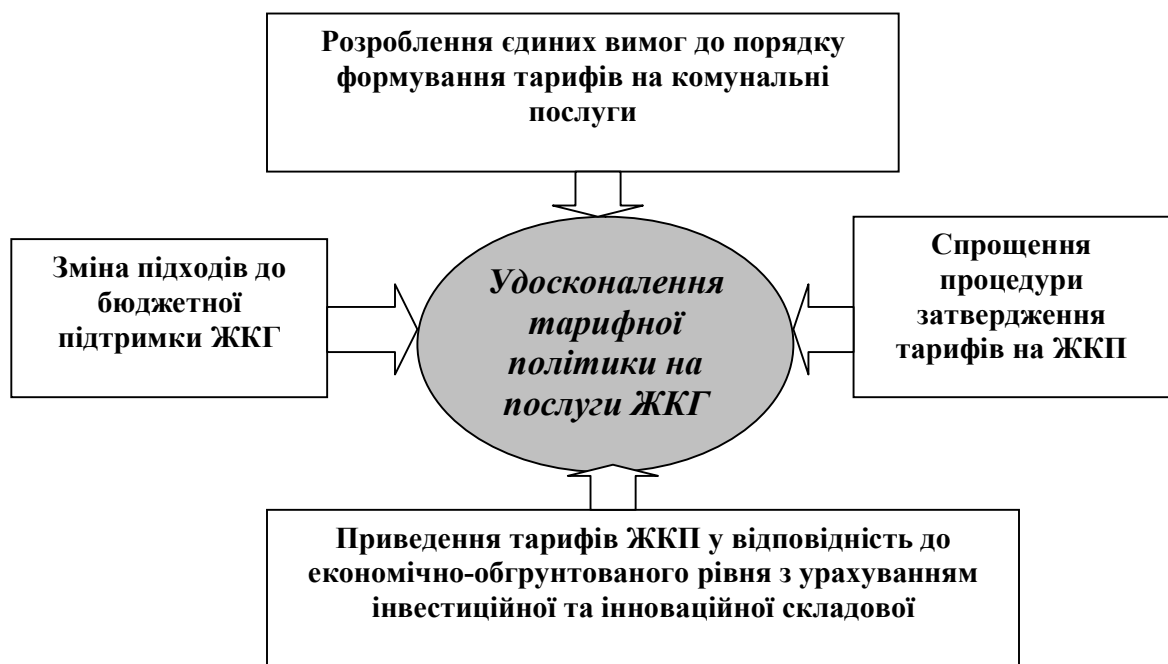 Розроблення єдиних вимог до порядку
формування тарифів на комунальні
послуги
Зміна підходів до
бюджетної
підтримки ЖКГ
Удосконалення
тарифної
політики на
послуги ЖКГ
Спрощення
процедури
затвердження
тарифів на ЖКП
Приведення тарифів ЖКП у відповідність до
економічно-обгрунтованого рівня з урахуванням
інвестиційної та інноваційної складової